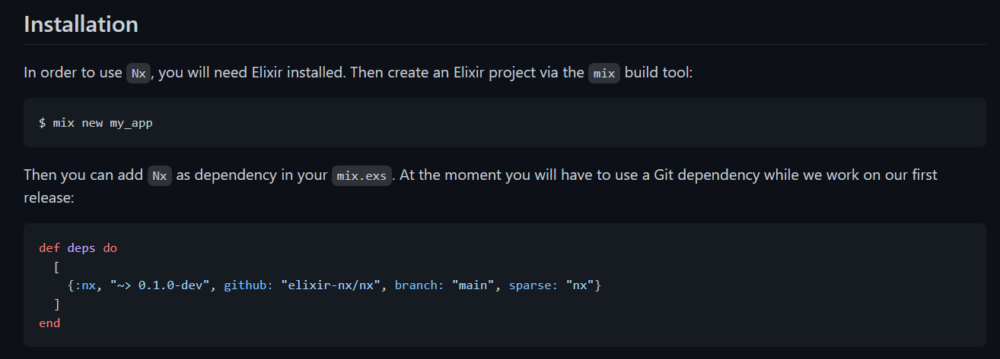 Installation
In order to use Nx, you will need Elixir installed. Then create an Elixir project via the mix build tool:
$ mix new my_app
Then you can add Nx as dependency in your mix.exs. At the moment you will have to use a Git dependency while we work on our first
release:
def deps do
  [
    {:nx, "~> 0.1.0-dev", github: "elixir-nx/nx", branch: "main", sparse: "nx"}
  ]
end